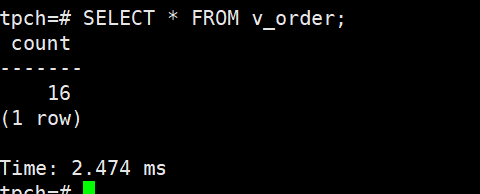 tpch=# SELECT * FROM v_order;
 count
-------
    16
(1 row)

Time: 2.474 ms
tpch=#